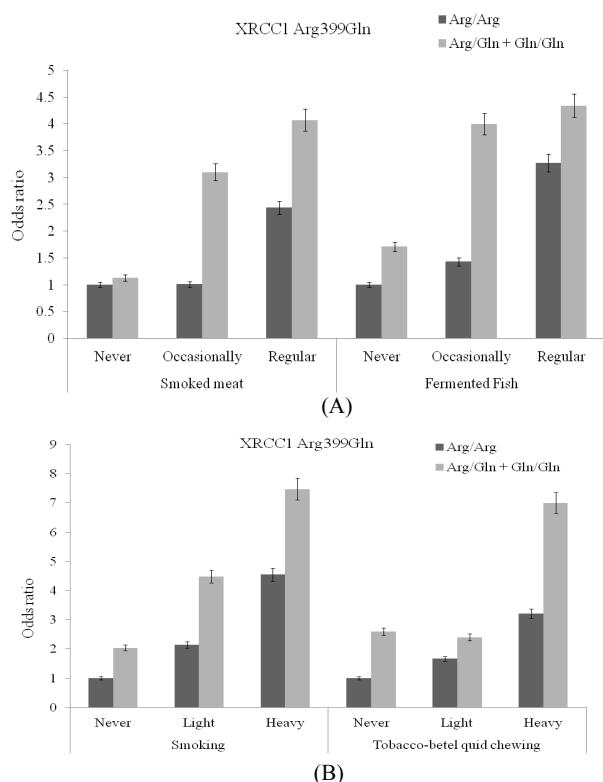 XRCC1 Arg399Gln
Arg/Arg
Arg/Gln + Gln/Gln
Odds ratio
5
4.5
4
3.5
3
2.5
2
1.5
1
0.5
0
Never Occasionally Regular Never Occasionally Regular
Smoked meat Fermented Fish
(A)
XRCC1 Arg399Gln
Arg/Arg
Arg/Gln + Gln/Gln
Odds ratio
9
8
7
6
5
4
3
2
1
0
Never Light Heavy Never Light Heavy
Smoking Tobacco-betel quid chewing
(B)